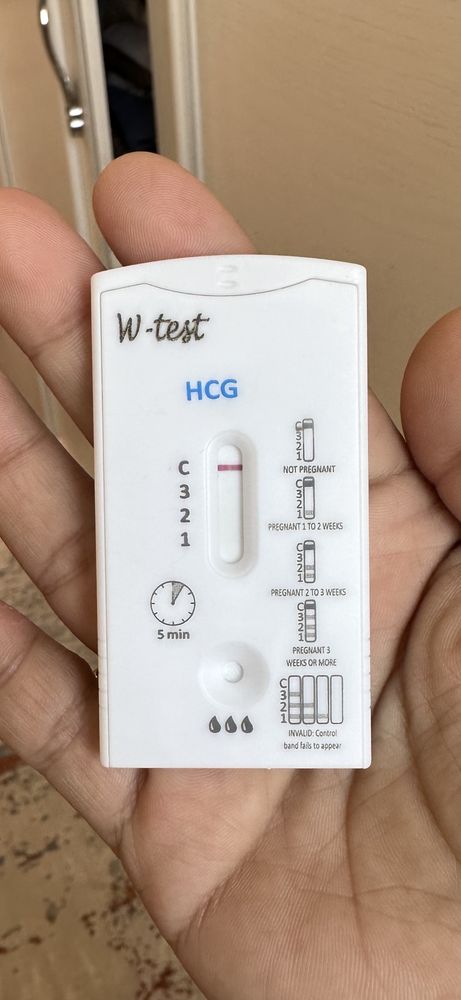 W-test
HCG
C
3
2
1
5 min
C
3
2
1
NOT PREGNANT
C
3
2
1
PREGNANT 1 TO 2 WEEKS
C
3
2
1
PREGNANT 2 TO 3 WEEKS
C
3
2
1
PREGNANT 3
WEEKS OR MORE
C
3
2
1
INVALID: Control
band fails to appear